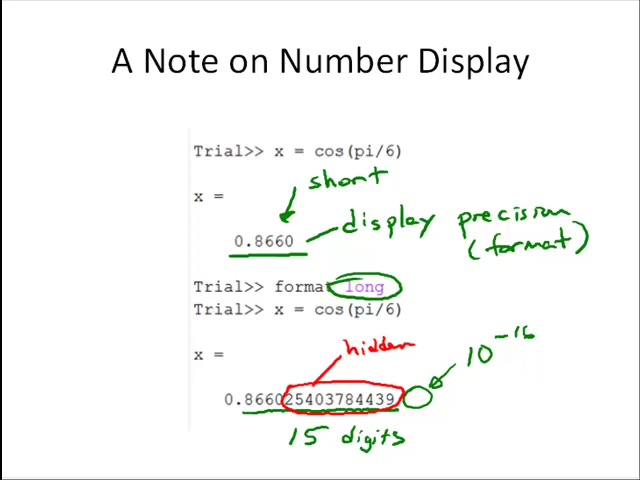 A Note on Number Display
Trial>> x = cos(pi/6)
short
x =
display precision
0.8660
(format)
Trial>> format long
Trial>> x = cos(pi/6)
hidden
10^-16
x =
0.866025403784439
15 digits